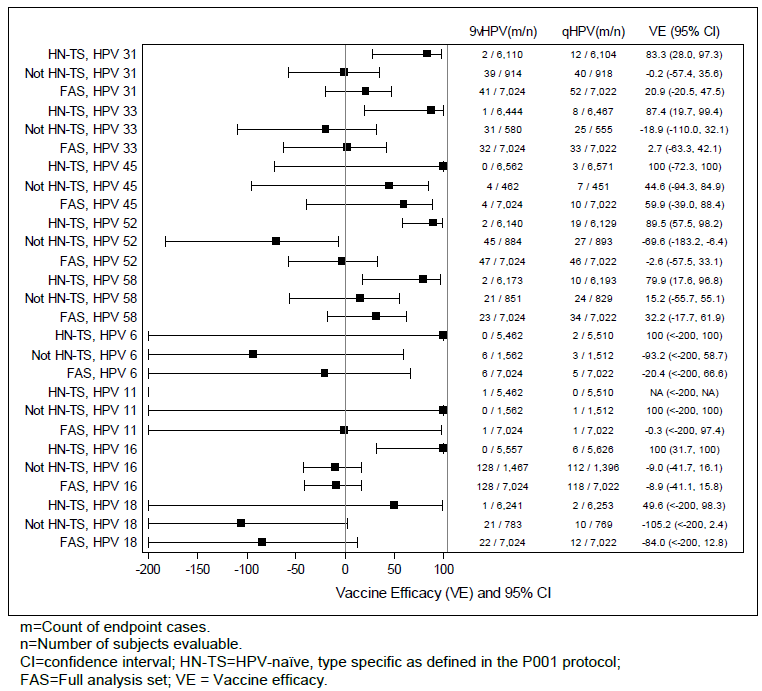 9vHPV(m/n) qHPV(m/n) VE (95% CI)
HN-TS, HPV 31 2 / 6,110 12 / 6,104 83.3 (28.0, 97.3)
Not HN-TS, HPV 31 39 / 914 40 / 918 -0.2 (-57.4, 35.6)
FAS, HPV 31 41 / 7,024 52 / 7,022 20.9 (-20.5, 47.5)
HN-TS, HPV 33 1 / 6,444 8 / 6,467 87.4 (19.7, 99.4)
Not HN-TS, HPV 33 31 / 580 25 / 555 -18.9 (-110.0, 32.1)
FAS, HPV 33 32 / 7,024 33 / 7,022 2.7 (-63.3, 42.1)
HN-TS, HPV 45 0 / 6,562 3 / 6,571 100 (-72.3, 100)
Not HN-TS, HPV 45 4 / 462 7 / 451 44.6 (-94.3, 84.9)
FAS, HPV 45 4 / 7,024 10 / 7,022 59.9 (-39.0, 88.4)
HN-TS, HPV 52 2 / 6,140 19 / 6,129 89.5 (57.5, 98.2)
Not HN-TS, HPV 52 45 / 884 27 / 893 -69.6 (-183.2, -6.4)
FAS, HPV 52 47 / 7,024 46 / 7,022 -2.6 (-57.5, 33.1)
HN-TS, HPV 58 2 / 6,173 10 / 6,193 79.9 (17.6, 96.8)
Not HN-TS, HPV 58 21 / 851 24 / 829 15.2 (-55.7, 55.1)
FAS, HPV 58 23 / 7,024 34 / 7,022 32.2 (-17.7, 61.9)
HN-TS, HPV 6 0 / 5,462 2 / 5,510 100 (<-200, 100)
Not HN-TS, HPV 6 6 / 1,562 3 / 1,512 -93.2 (<-200, 58.7)
FAS, HPV 6 6 / 7,024 5 / 7,022 -20.4 (<-200, 66.6)
HN-TS, HPV 11 1 / 5,462 0 / 5,510 NA (<-200, NA)
Not HN-TS, HPV 11 0 / 1,562 1 / 1,512 100 (<-200, 100)
FAS, HPV 11 1 / 7,024 1 / 7,022 -0.3 (<-200, 97.4)
HN-TS, HPV 16 0 / 5,557 6 / 5,626 100 (31.7, 100)
Not HN-TS, HPV 16 128 / 1,467 112 / 1,396 -9.0 (-41.7, 16.1)
FAS, HPV 16 128 / 7,024 118 / 7,022 -8.9 (-41.1, 15.8)
HN-TS, HPV 18 1 / 6,241 2 / 6,253 49.6 (<-200, 98.3)
Not HN-TS, HPV 18 21 / 783 10 / 769 -105.2 (<-200, 2.4)
FAS, HPV 18 22 / 7,024 12 / 7,022 -84.0 (<-200, 12.8)
-200 -150 -100 -50 0 50 100
Vaccine Efficacy (VE) and 95% CI
m=Count of endpoint cases.
n=Number of subjects evaluable.
CI=confidence interval; HN-TS=HPV-naïve, type specific as defined in the P001 protocol;
FAS=Full analysis set; VE = Vaccine efficacy.